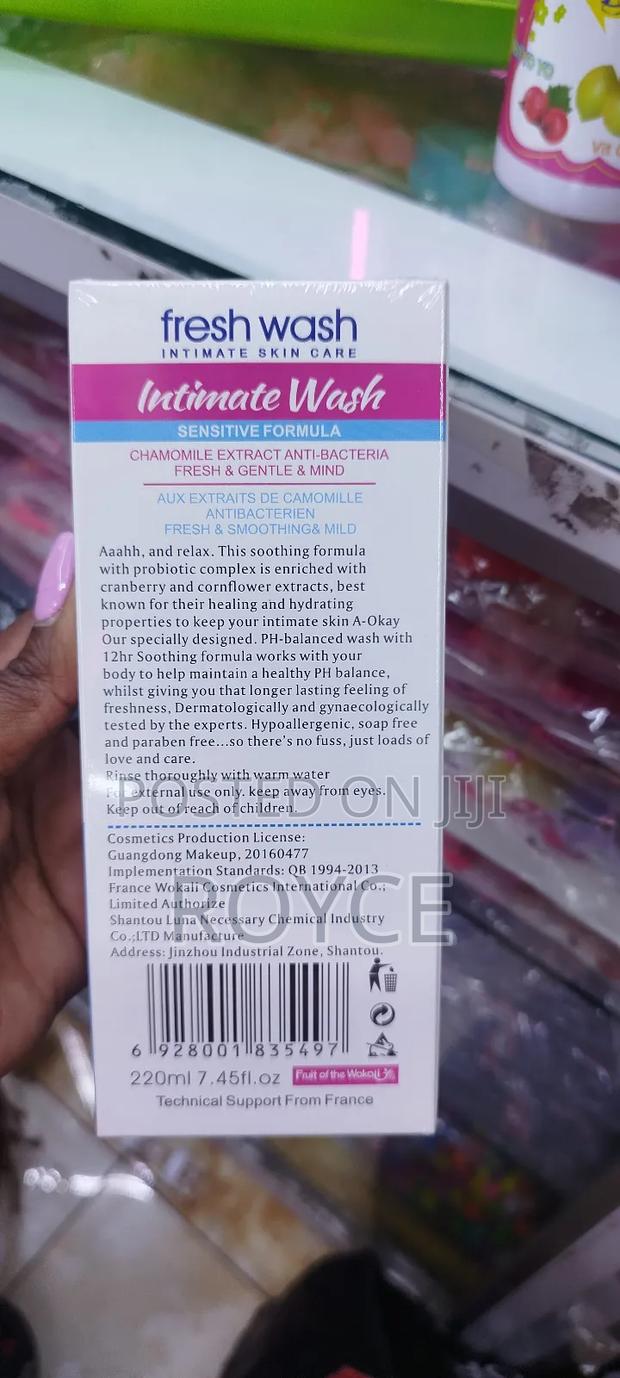 fresh wash
INTIMATE SKIN CARE
Intimate Wash
SENSITIVE FORMULA
CHAMOMILE EXTRACT ANTI-BACTERIA
FRESH & GENTLE & MIND
AUX EXTRAITS DE CAMOMILLE
ANTIBACTERIEN
FRESH & SMOOTHING& MILD
Aaahh, and relax. This soothing formula
with probiotic complex is enriched with
cranberry and cornflower extracts, best
known for their healing and hydrating
properties to keep your intimate skin A-Okay
Our specially designed. PH-balanced wash with
12hr Soothing formula works with your
body to help maintain a healthy PH balance,
whilst giving you that longer lasting feeling of
freshness, Dermatologically and gynaecologically
tested by the experts. Hypoallergenic, soap free
and paraben free...so there's no fuss, just loads of
love and care.
Rinse thoroughly with warm water
For external use only. keep away from eyes.
Keep out of reach of children.
POSTED ON JIJI
Cosmetics Production License:
Guangdong Makeup, 20160477
Implementation Standards: QB 1994-2013
France Wokali Cosmetics International Co.;
Limited Authorize
ROYCE
Shantou Luna Necessary Chemical Industry
Co.;LTD Manufacture
Address: Jinzhou Industrial Zone, Shantou.
6 928001 835497
220ml 7.45fl.oz Fruit of the Wokali
Technical Support From France